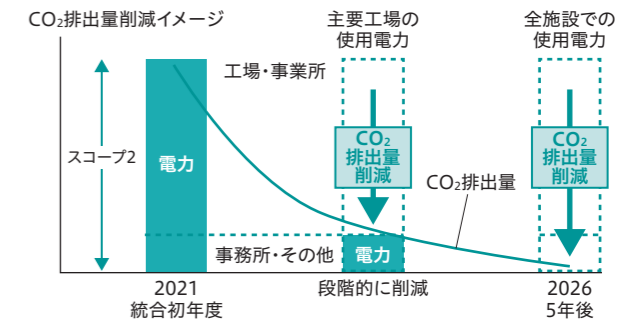 CO₂排出量削減イメージ
主要工場の
使用電力
全施設での
使用電力
工場・事業所
スコープ2
電力
CO₂
排出量
削減
CO₂
排出量
削減
CO₂排出量
事務所・その他
電力
2021
統合初年度
段階的に削減
2026
5年後